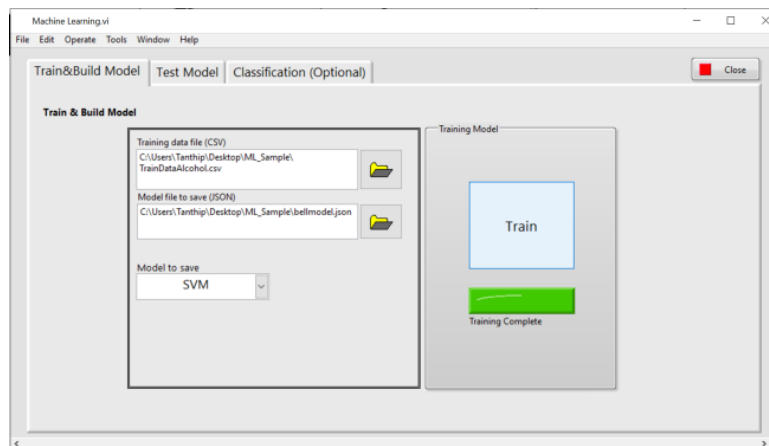 Machine Learning.vi
File Edit Operate Tools Window Help
Train&Build Model Test Model Classification (Optional) Close
Train & Build Model
Training data file (CSV)
C:\Users\Tanthip\Desktop\ML_Sample\
TrainDataAlcohol.csv
Model file to save (JSON)
C:\Users\Tanthip\Desktop\ML_Sample\bellmodel.json
Model to save
SVM
Training Model
Train
Training Complete